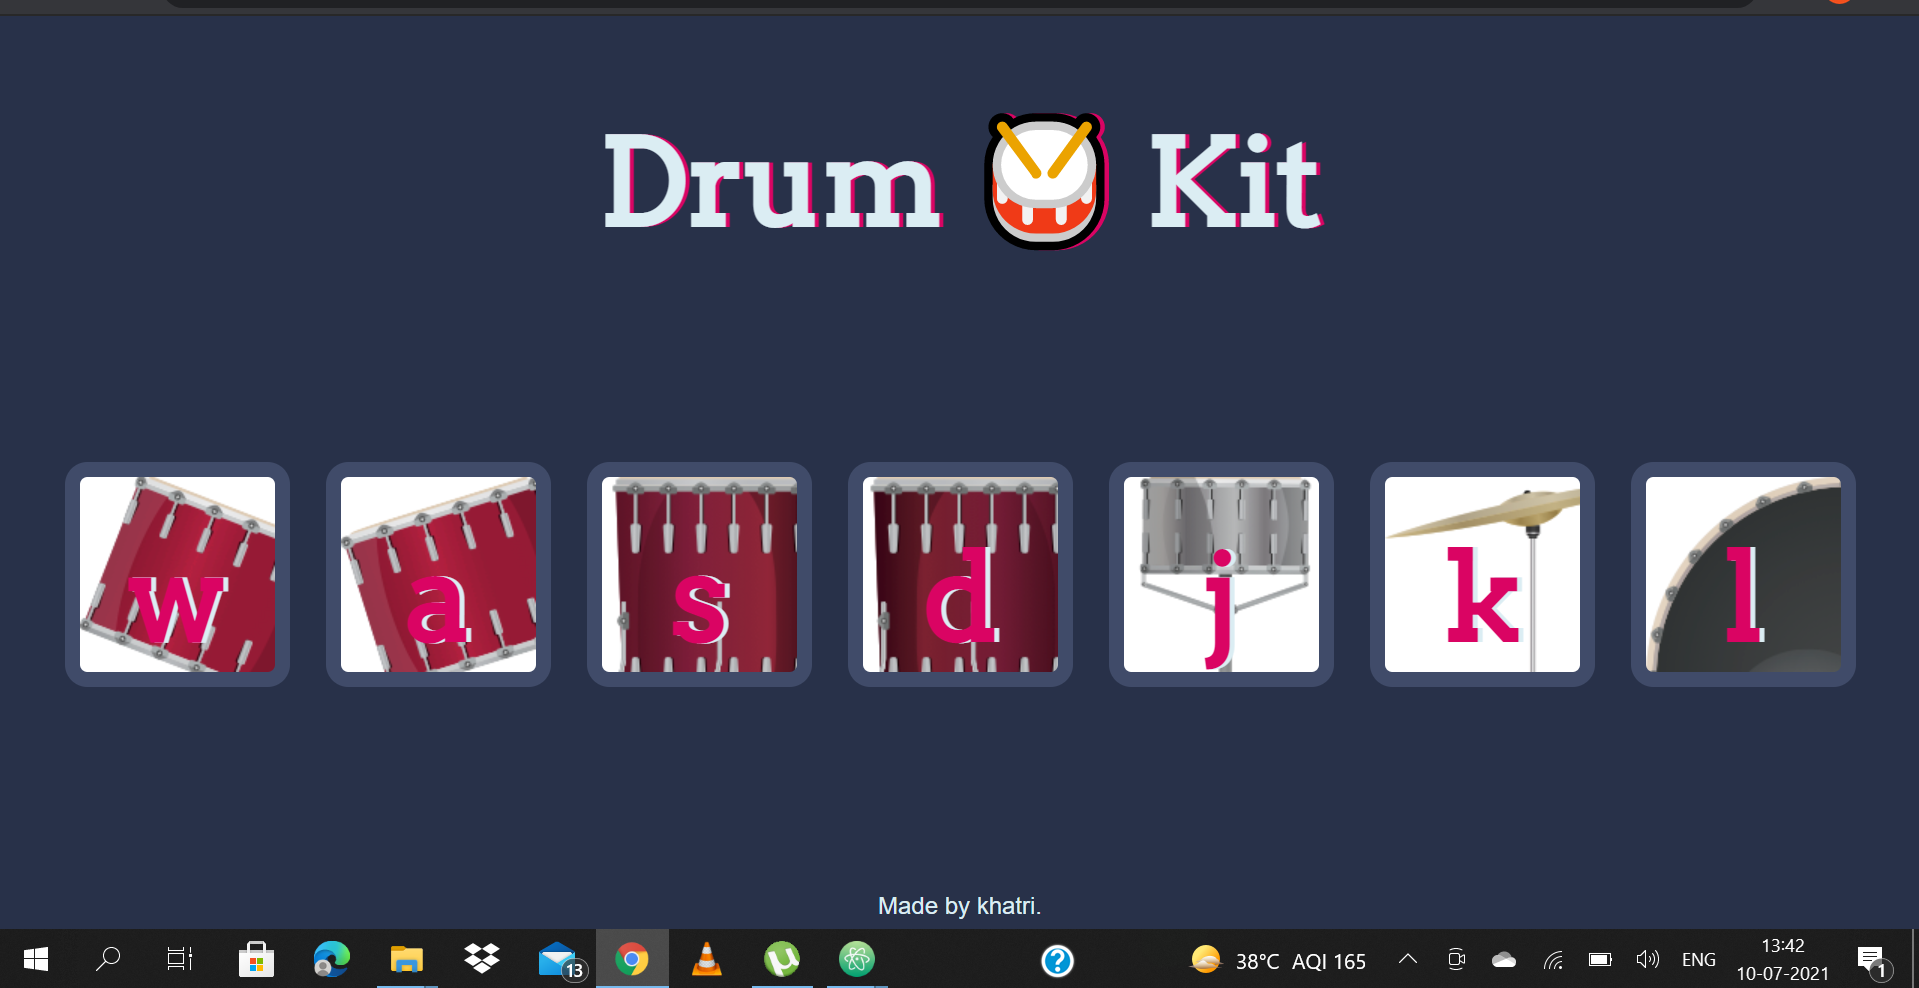 Drum Kit
w a s d j k l
Made by khatri.
13 38°C AQI 165 ENG 13:42
10-07-2021 1